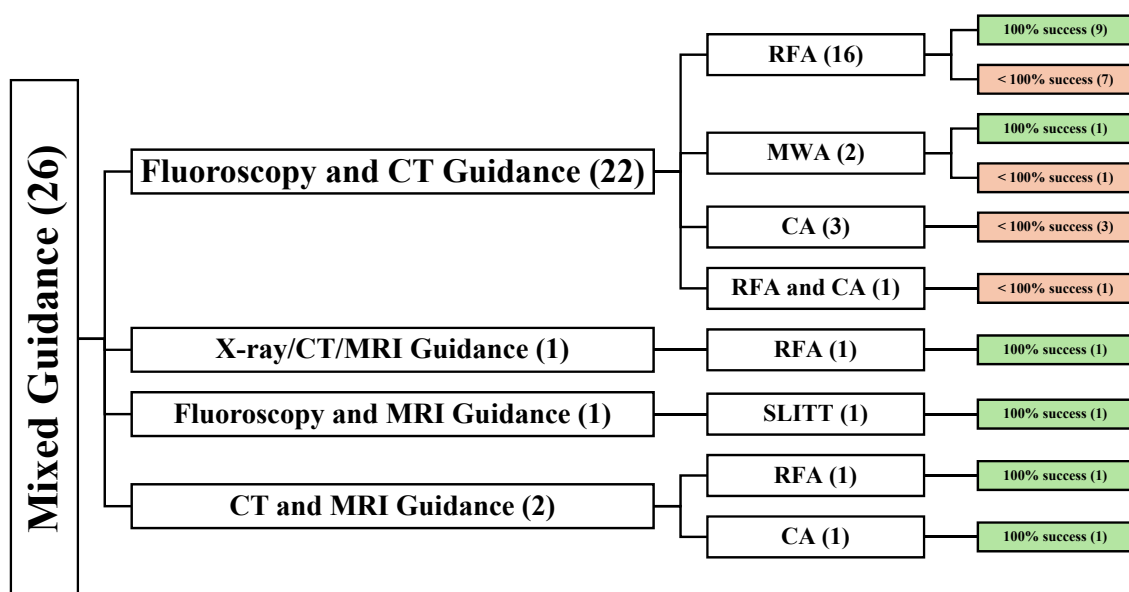 Mixed Guidance (26)
Fluoroscopy and CT Guidance (22)
RFA (16)
100% success (9)
< 100% success (7)
MWA (2)
100% success (1)
< 100% success (1)
CA (3)
< 100% success (3)
RFA and CA (1)
< 100% success (1)
X-ray/CT/MRI Guidance (1)
RFA (1)
100% success (1)
Fluoroscopy and MRI Guidance (1)
SLITT (1)
100% success (1)
CT and MRI Guidance (2)
RFA (1)
100% success (1)
CA (1)
100% success (1)